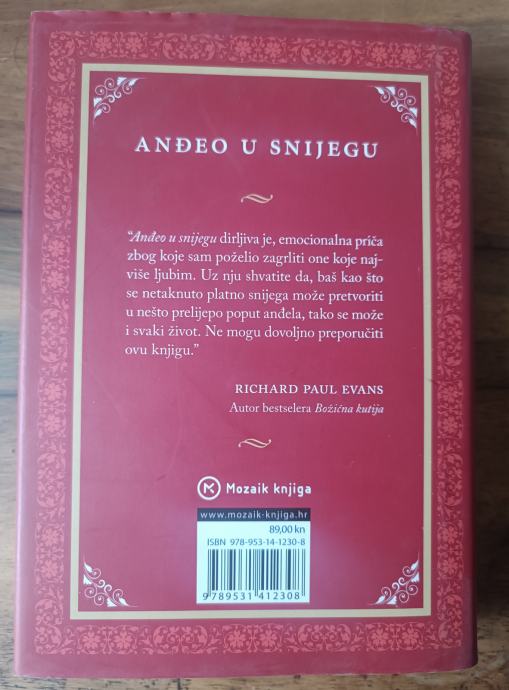 ANĐEO U SNIJEGU
“Anđeo u snijegu dirljiva je, emocionalna priča
zbog koje sam poželio zagrliti one koje naj-
više ljubim. Uz nju shvatite da, baš kao što
se netaknuto platno snijega može pretvoriti
u nešto prelijepo poput anđela, tako se može
i svaki život. Ne mogu dovoljno preporučiti
ovu knjigu.”
RICHARD PAUL EVANS
Autor bestselera Božićna kutija
Mozaik knjiga
www.mozaik-knjiga.hr
89,00 kn
ISBN 978-953-14-1230-8
9 789531 412308